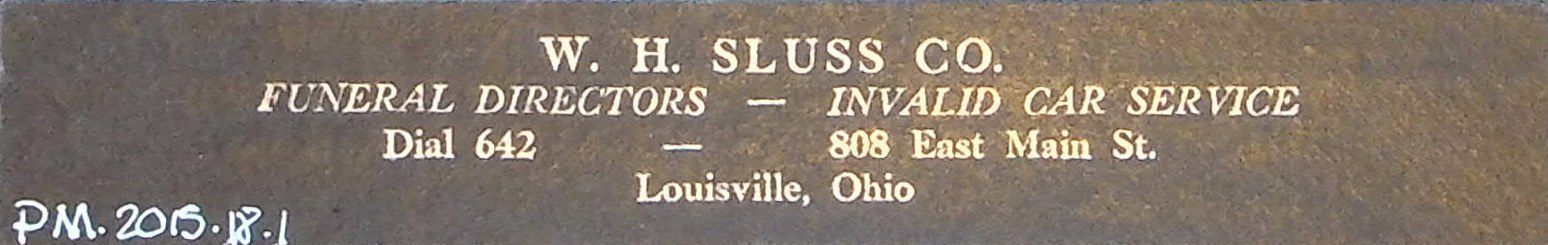 W. H. SLUSS CO.
FUNERAL DIRECTORS — INVALID CAR SERVICE
Dial 642 — 808 East Main St.
Louisville, Ohio
PM.2015.18.1